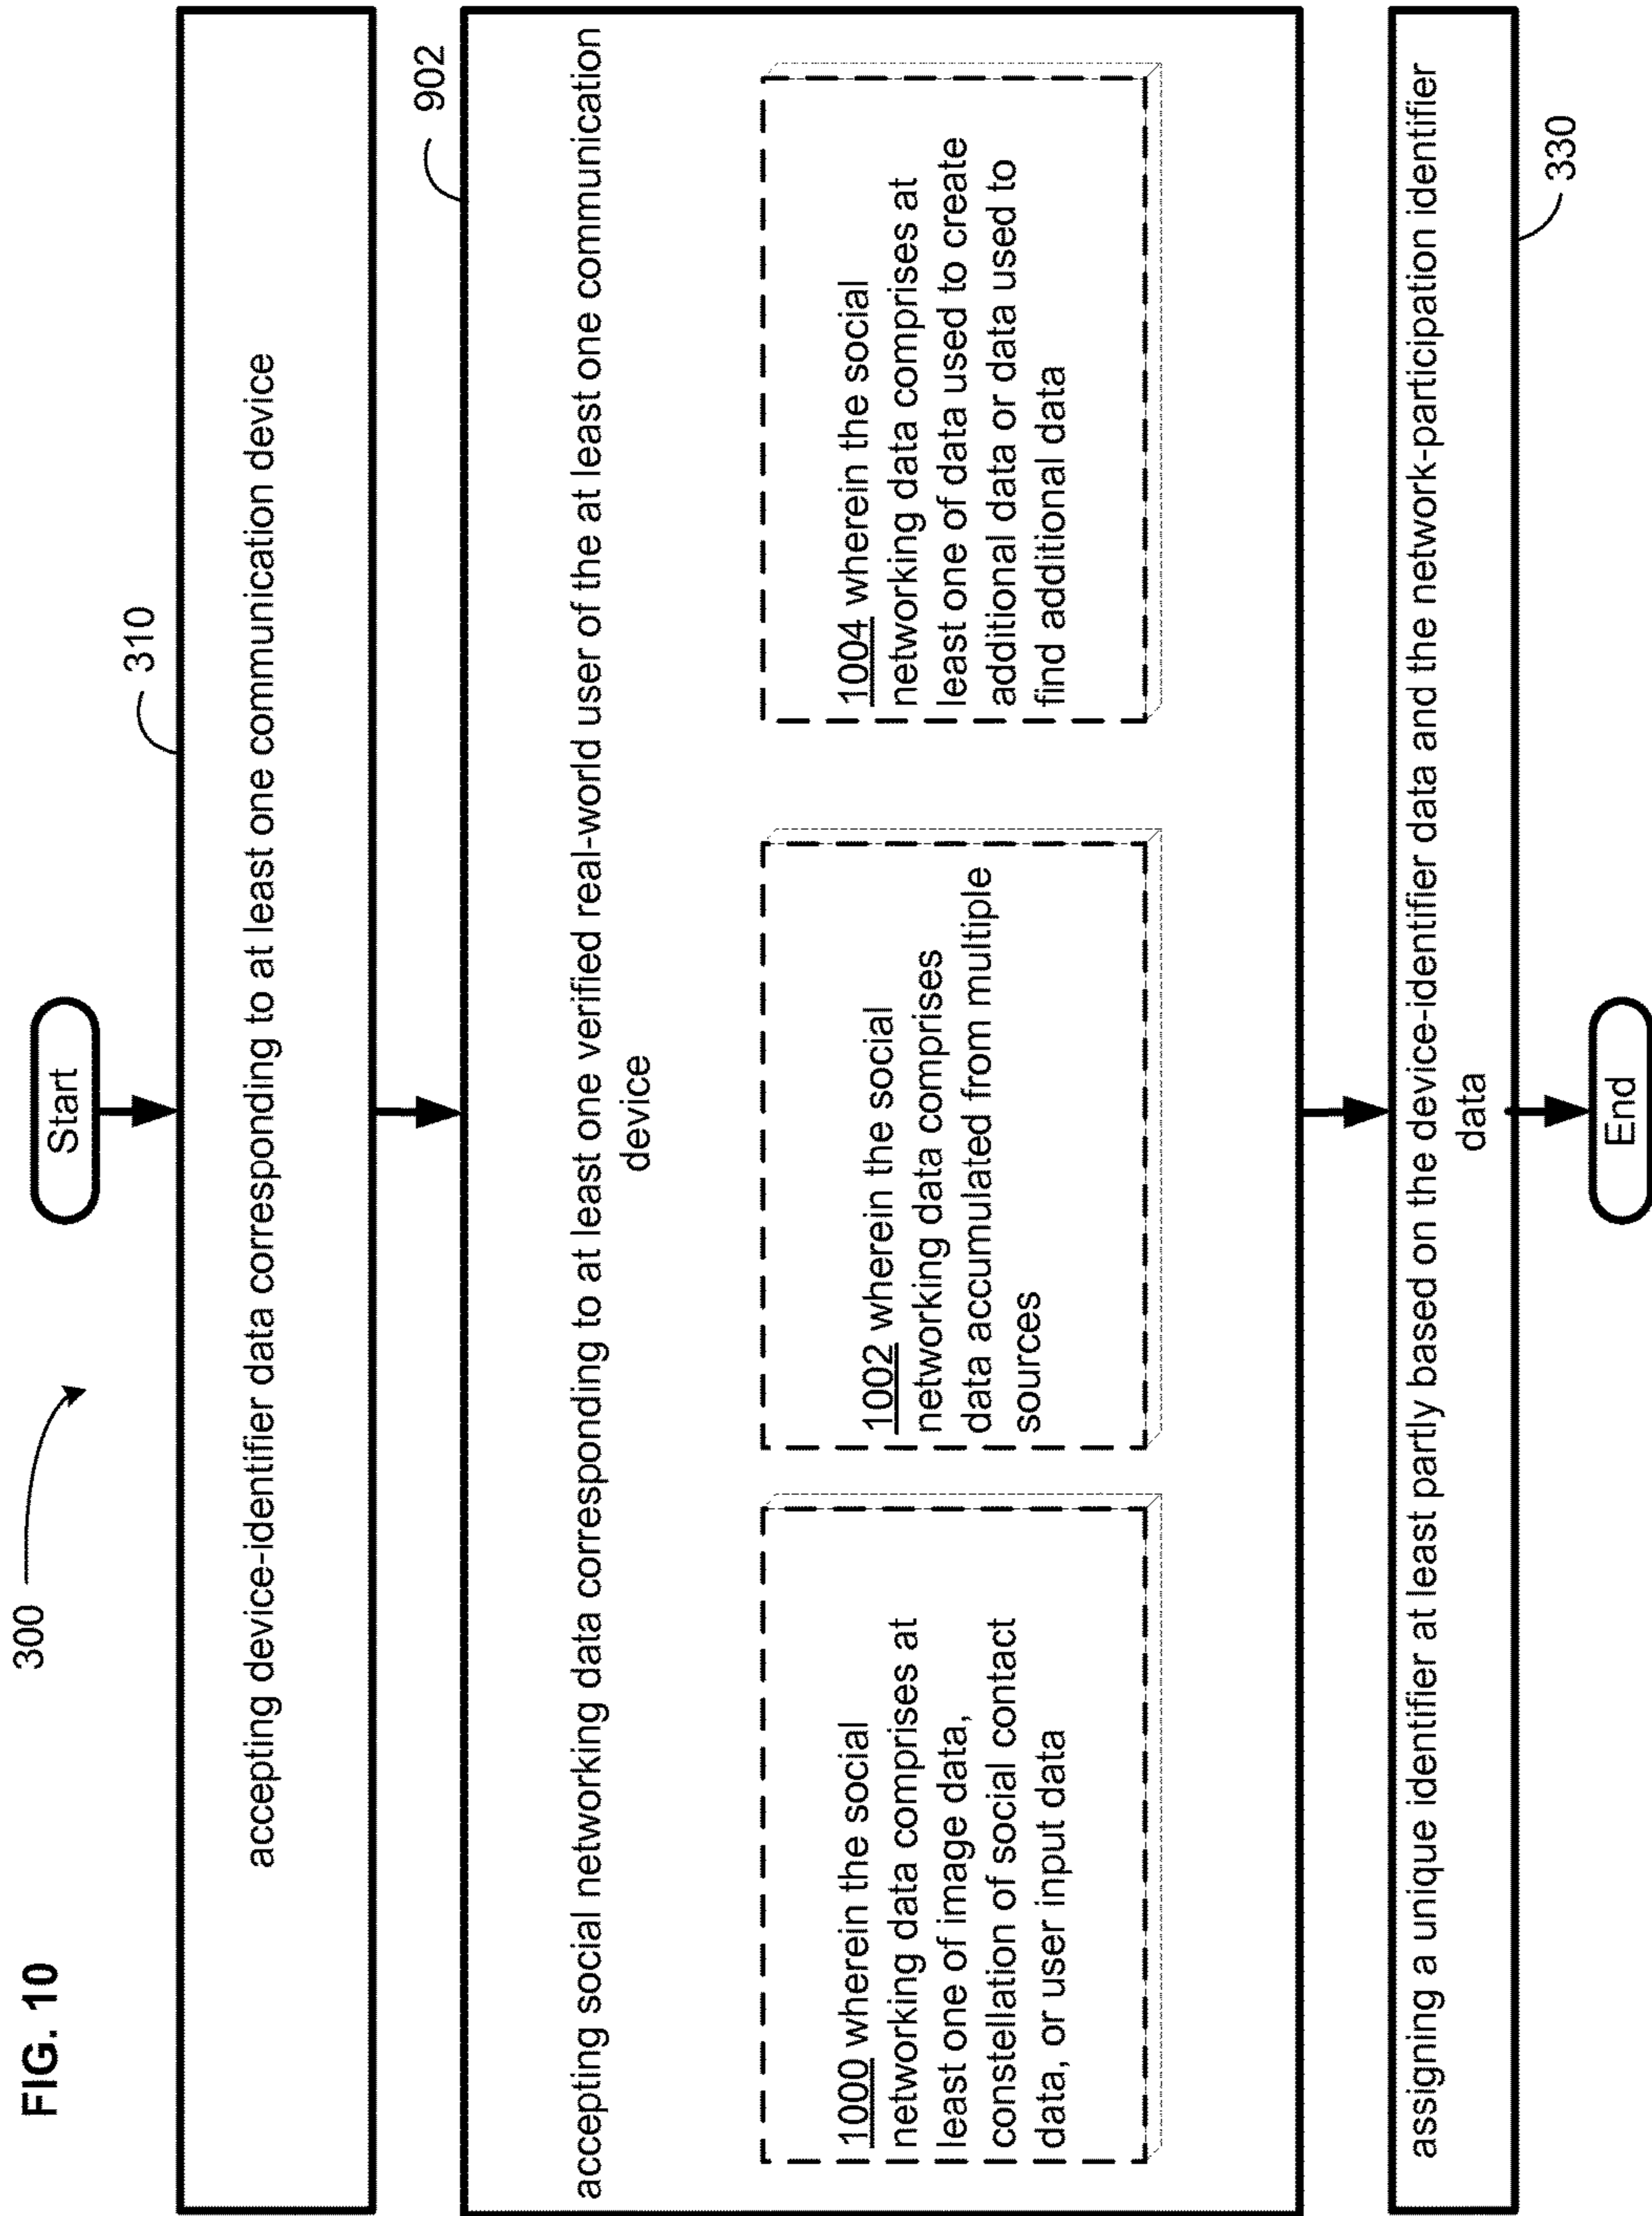 FIG. 10
300
Start
310
accepting device-identifier data corresponding to at least one communication device
902
accepting social networking data corresponding to at least one verified real-world user of the at least one communication
device
1000 wherein the social
networking data comprises at
least one of image data,
constellation of social contact
data, or user input data
1002 wherein the social
networking data comprises
data accumulated from multiple
sources
1004 wherein the social
networking data comprises at
least one of data used to create
additional data or data used to
find additional data
assigning a unique identifier at least partly based on the device-identifier data and the network-participation identifier
data
330
End